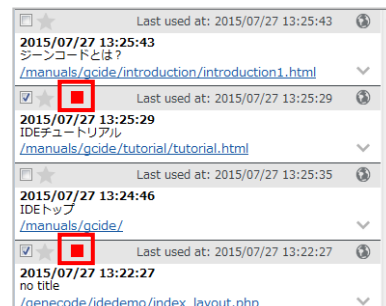 Last used at: 2015/07/27 13:25:43
2015/07/27 13:25:43
ジーンコードとは？
/manuals/gcide/introduction/introduction1.html
Last used at: 2015/07/27 13:25:29
2015/07/27 13:25:29
IDEチュートリアル
/manuals/gcide/tutorial/tutorial.html
Last used at: 2015/07/27 13:25:35
2015/07/27 13:24:46
IDEトップ
/manuals/gcide/
Last used at: 2015/07/27 13:22:27
2015/07/27 13:22:27
no title
/genecode/idedemo/index_layout.php